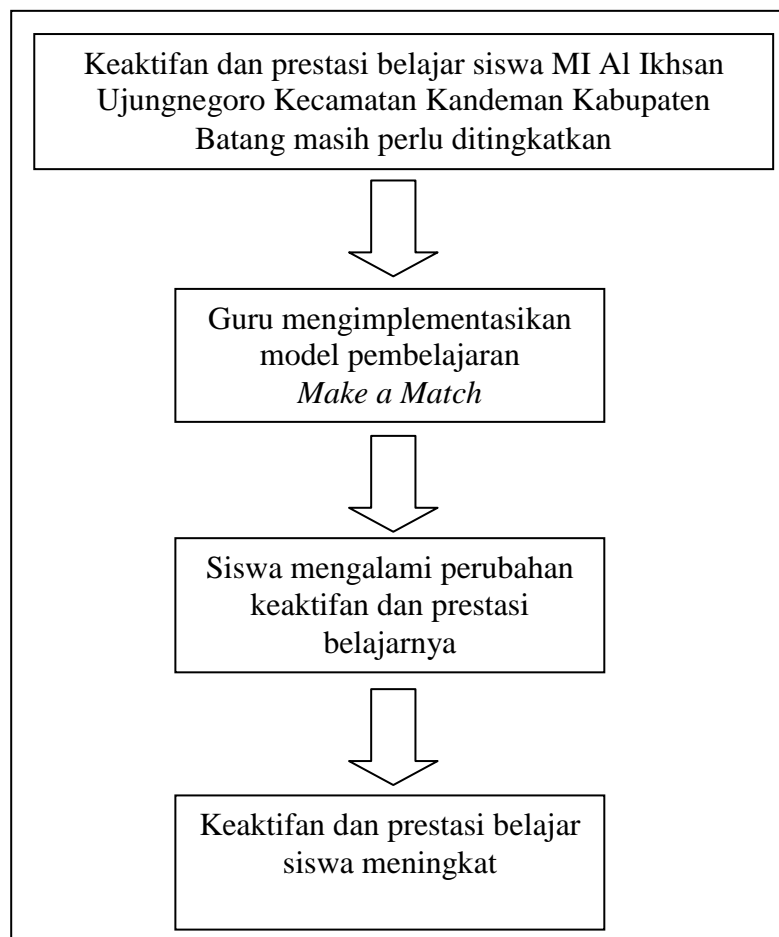 Keaktifan dan prestasi belajar siswa MI Al Ikhsan
Ujungnegoro Kecamatan Kandeman Kabupaten
Batang masih perlu ditingkatkan
Guru mengimplementasikan
model pembelajaran
Make a Match
Siswa mengalami perubahan
keaktifan dan prestasi
belajarnya
Keaktifan dan prestasi belajar
siswa meningkat